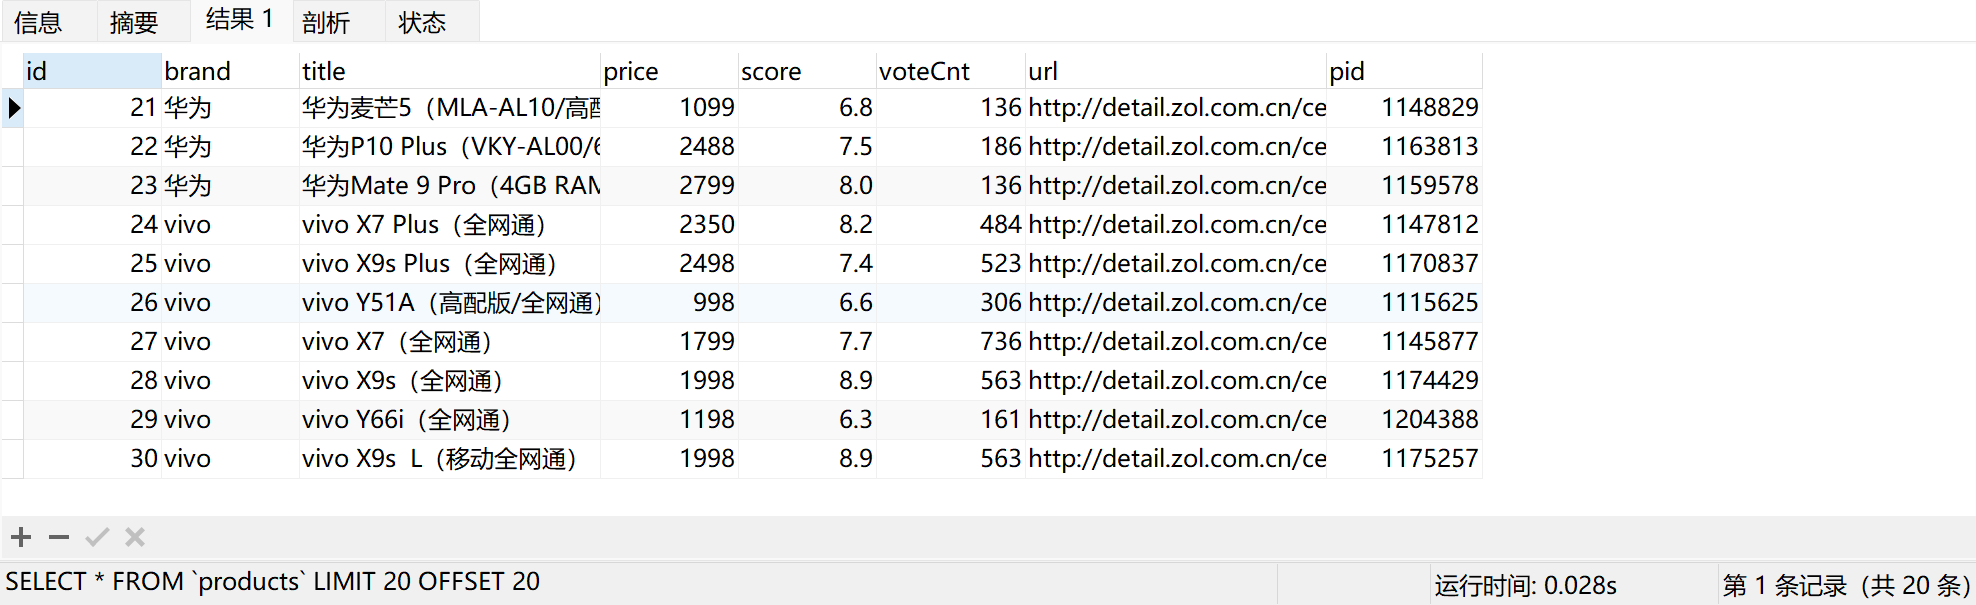 信息 摘要 结果 1 剖析 状态
id brand title price score voteCnt url pid
21 华为 华为麦芒5（MLA-AL10/高配 1099 6.8 136 http://detail.zol.com.cn/ce 1148829
22 华为 华为P10 Plus（VKY-AL00/6 2488 7.5 186 http://detail.zol.com.cn/ce 1163813
23 华为 华为Mate 9 Pro（4GB RAM 2799 8.0 136 http://detail.zol.com.cn/ce 1159578
24 vivo vivo X7 Plus（全网通） 2350 8.2 484 http://detail.zol.com.cn/ce 1147812
25 vivo vivo X9s Plus（全网通） 2498 7.4 523 http://detail.zol.com.cn/ce 1170837
26 vivo vivo Y51A（高配版/全网通） 998 6.6 306 http://detail.zol.com.cn/ce 1115625
27 vivo vivo X7（全网通） 1799 7.7 736 http://detail.zol.com.cn/ce 1145877
28 vivo vivo X9s（全网通） 1998 8.9 563 http://detail.zol.com.cn/ce 1174429
29 vivo vivo Y66i（全网通） 1198 6.3 161 http://detail.zol.com.cn/ce 1204388
30 vivo vivo X9s L（移动全网通） 1998 8.9 563 http://detail.zol.com.cn/ce 1175257
SELECT * FROM `products` LIMIT 20 OFFSET 20 运行时间: 0.028s 第 1 条记录（共 20 条）